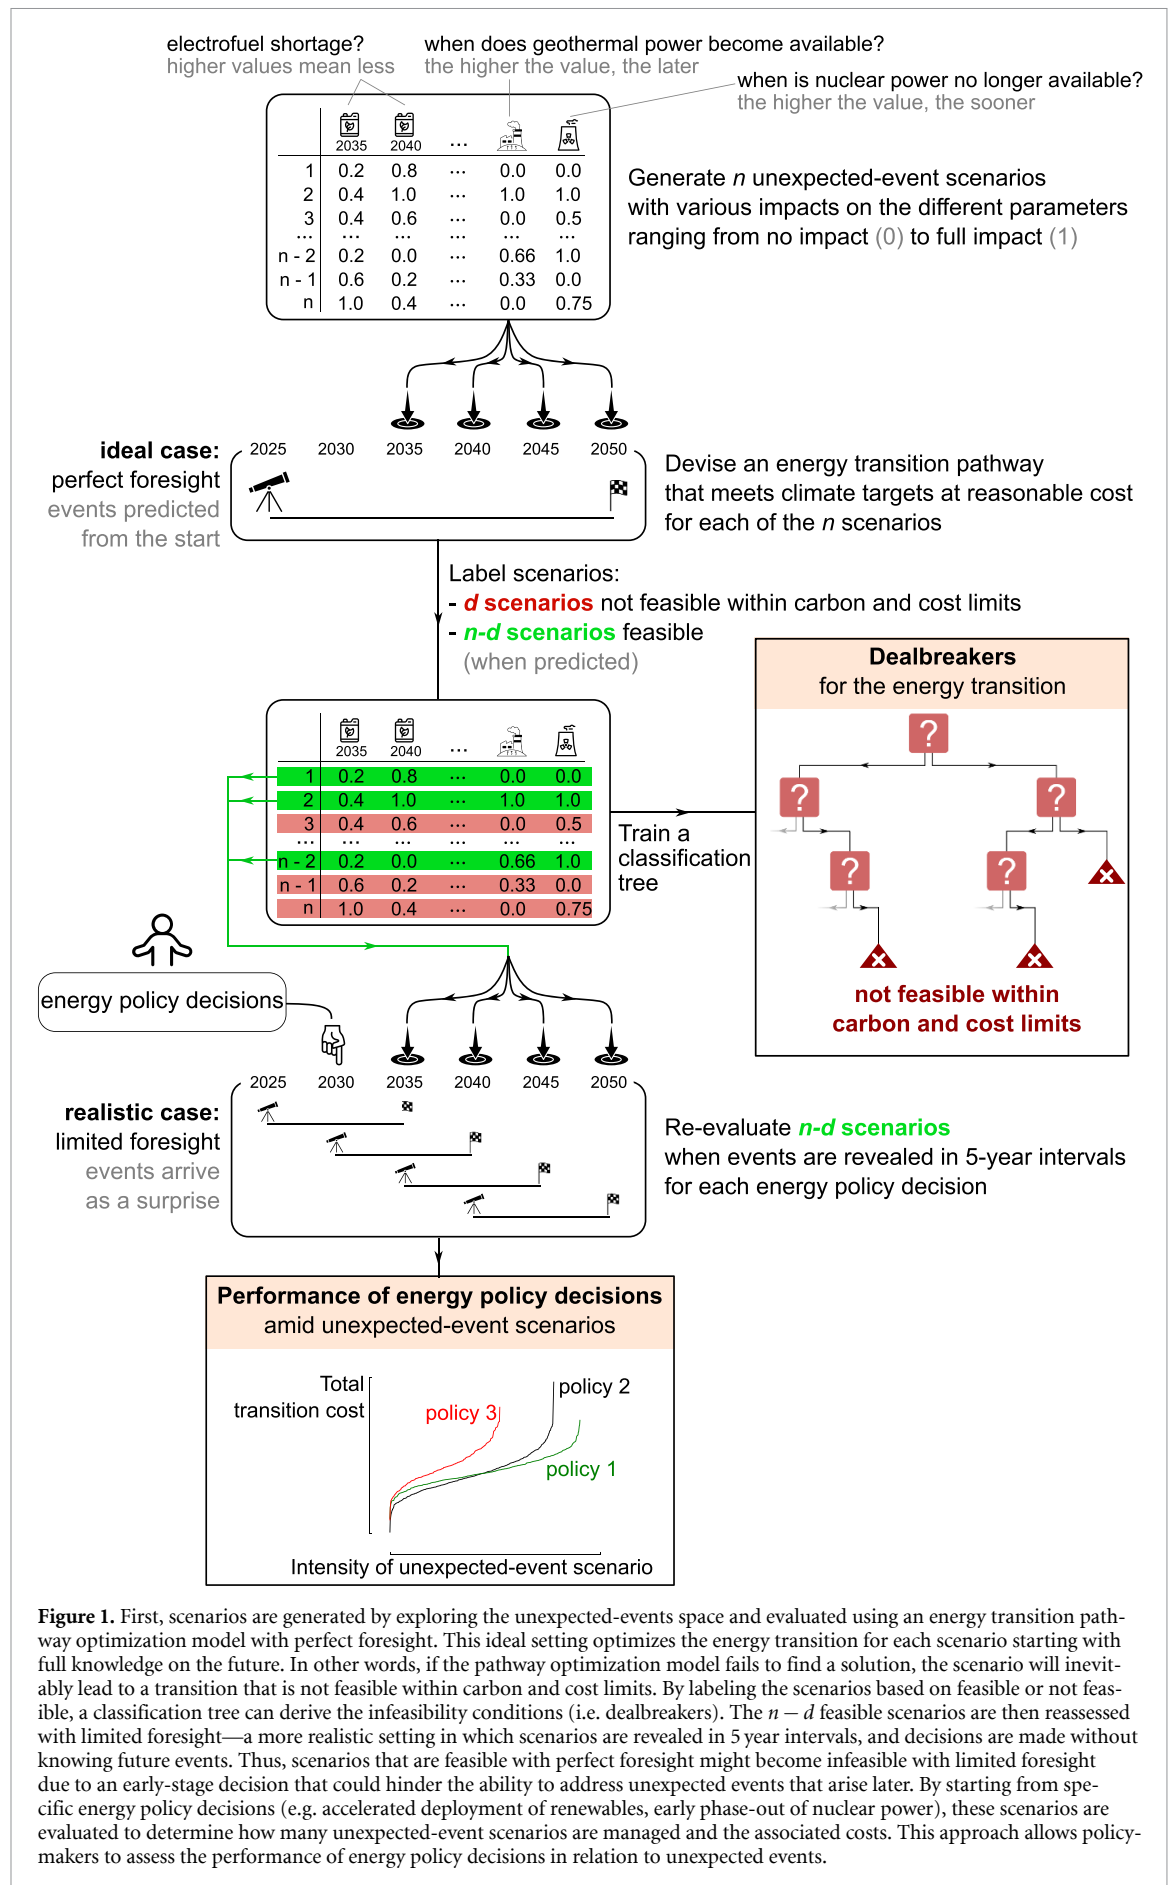 electrofuel shortage?
higher values mean less
when does geothermal power become available?
the higher the value, the later
when is nuclear power no longer available?
the higher the value, the sooner
2035 2040 ...
1 0.2 0.8 ... 0.0 0.0
2 0.4 1.0 ... 1.0 1.0
3 0.4 0.6 ... 0.0 0.5
... ... ... ... ...
n - 2 0.2 0.0 ... 0.66 1.0
n - 1 0.6 0.2 ... 0.33 0.0
n 1.0 0.4 ... 0.0 0.75
Generate n unexpected-event scenarios
with various impacts on the different parameters
ranging from no impact (0) to full impact (1)
ideal case:
perfect foresight
events predicted
from the start
2025 2030 2035 2040 2045 2050
Devise an energy transition pathway
that meets climate targets at reasonable cost
for each of the n scenarios
Label scenarios:
- d scenarios not feasible within carbon and cost limits
- n-d scenarios feasible
(when predicted)
2035 2040 ...
1 0.2 0.8 ... 0.0 0.0
2 0.4 1.0 ... 1.0 1.0
3 0.4 0.6 ... 0.0 0.5
... ... ... ... ...
n - 2 0.2 0.0 ... 0.66 1.0
n - 1 0.6 0.2 ... 0.33 0.0
n 1.0 0.4 ... 0.0 0.75
Train a
classification
tree
Dealbreakers
for the energy transition
?
? ?
? ?
not feasible within
carbon and cost limits
energy policy decisions
2025 2030 2035 2040 2045 2050
realistic case:
limited foresight
events arrive
as a surprise
Re-evaluate n-d scenarios
when events are revealed in 5-year intervals
for each energy policy decision
Performance of energy policy decisions
amid unexpected-event scenarios
Total
transition cost
policy 3
policy 2
policy 1
Intensity of unexpected-event scenario
Figure 1. First, scenarios are generated by exploring the unexpected-events space and evaluated using an energy transition path-
way optimization model with perfect foresight. This ideal setting optimizes the energy transition for each scenario starting with
full knowledge on the future. In other words, if the pathway optimization model fails to find a solution, the scenario will inevit-
ably lead to a transition that is not feasible within carbon and cost limits. By labeling the scenarios based on feasible or not feas-
ible, a classification tree can derive the infeasibility conditions (i.e. dealbreakers). The n − d feasible scenarios are then reassessed
with limited foresight—a more realistic setting in which scenarios are revealed in 5 year intervals, and decisions are made without
knowing future events. Thus, scenarios that are feasible with perfect foresight might become infeasible with limited foresight
due to an early-stage decision that could hinder the ability to address unexpected events that arise later. By starting from spe-
cific energy policy decisions (e.g. accelerated deployment of renewables, early phase-out of nuclear power), these scenarios are
evaluated to determine how many unexpected-event scenarios are managed and the associated costs. This approach allows policy-
makers to assess the performance of energy policy decisions in relation to unexpected events.